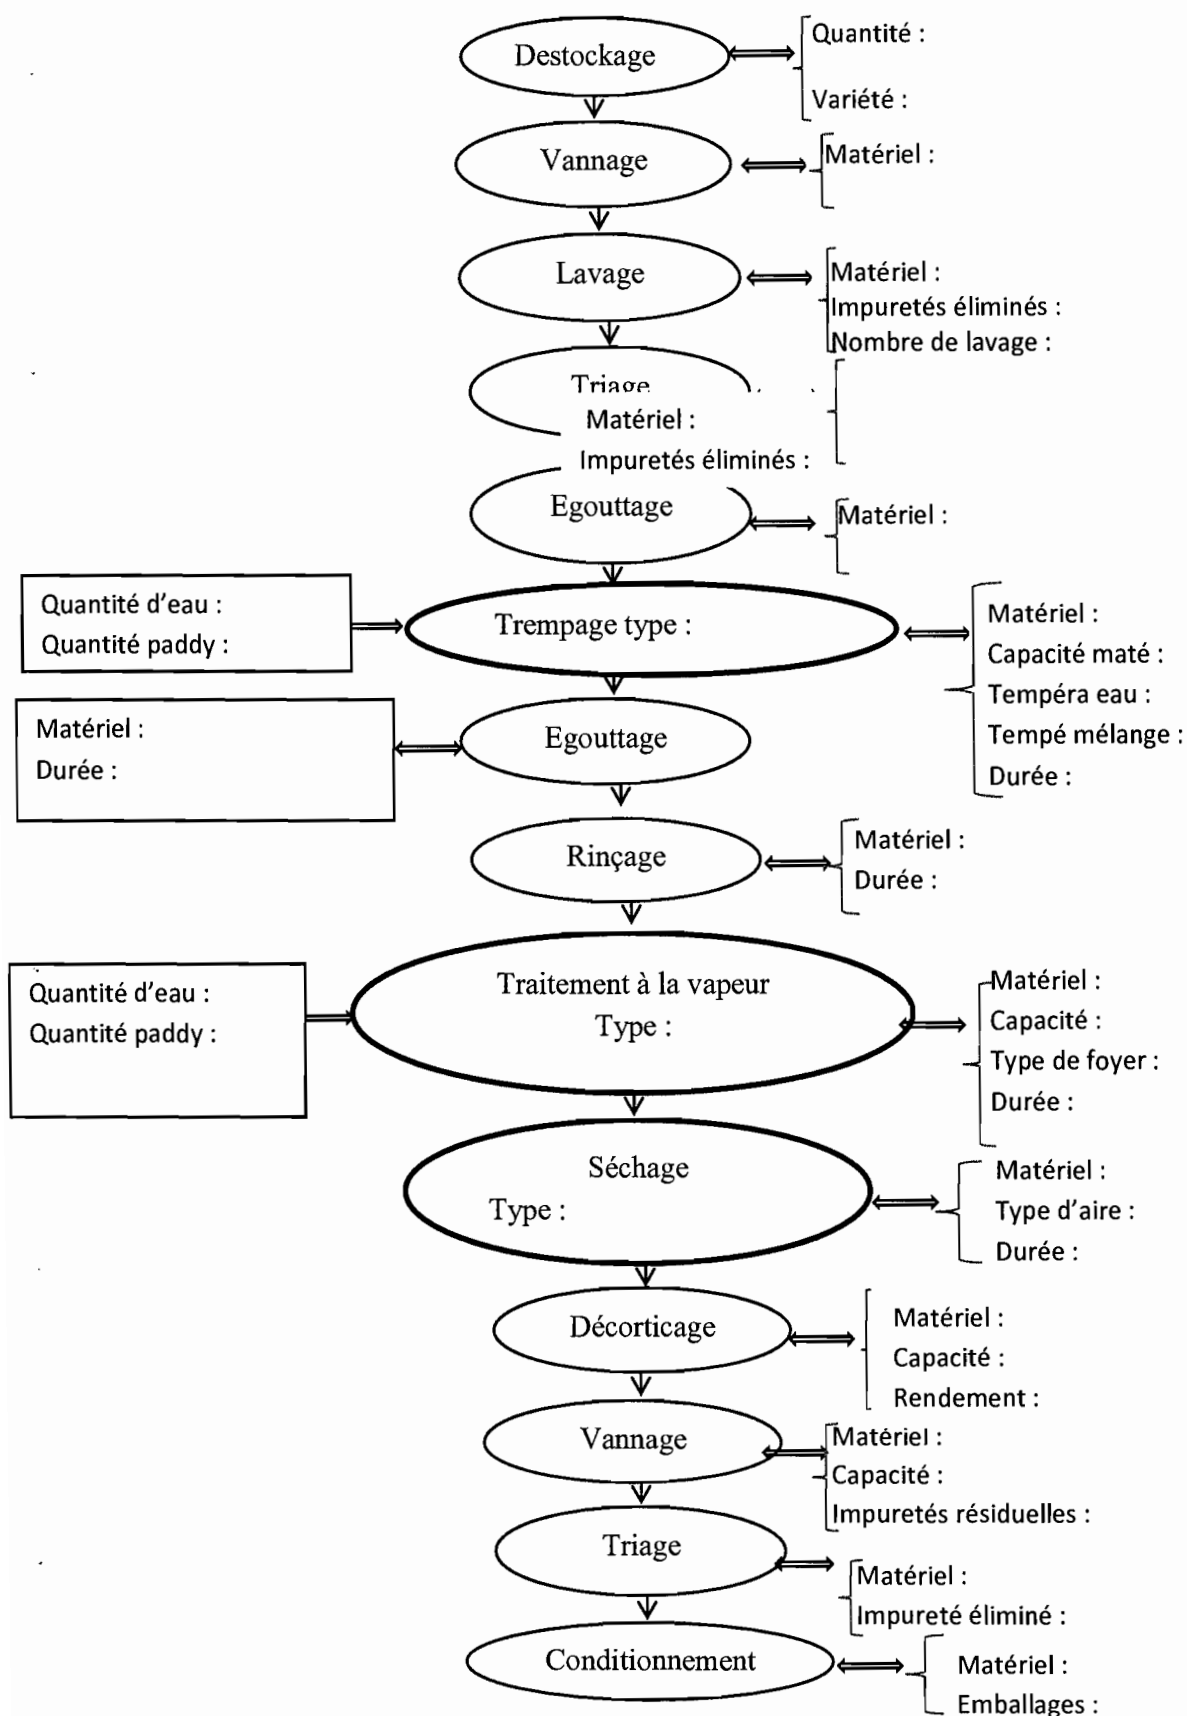 Destockage
Quantité :
Variété :
Vannage
Matériel :
Lavage
Matériel :
Impuretés éliminés :
Nombre de lavage :
Triage
Matériel :
Impuretés éliminés :
Egouttage
Matériel :
Quantité d'eau :
Quantité paddy :
Trempage type :
Matériel :
Capacité maté :
Tempéra eau :
Tempé mélange :
Durée :
Matériel :
Durée :
Egouttage
Rinçage
Matériel :
Durée :
Quantité d'eau :
Quantité paddy :
Traitement à la vapeur
Type :
Matériel :
Capacité :
Type de foyer :
Durée :
Séchage
Type :
Matériel :
Type d'aire :
Durée :
Décorticage
Matériel :
Capacité :
Rendement :
Vannage
Matériel :
Capacité :
Impuretés résiduelles :
Triage
Matériel :
Impureté éliminé :
Conditionnement
Matériel :
Emballages :